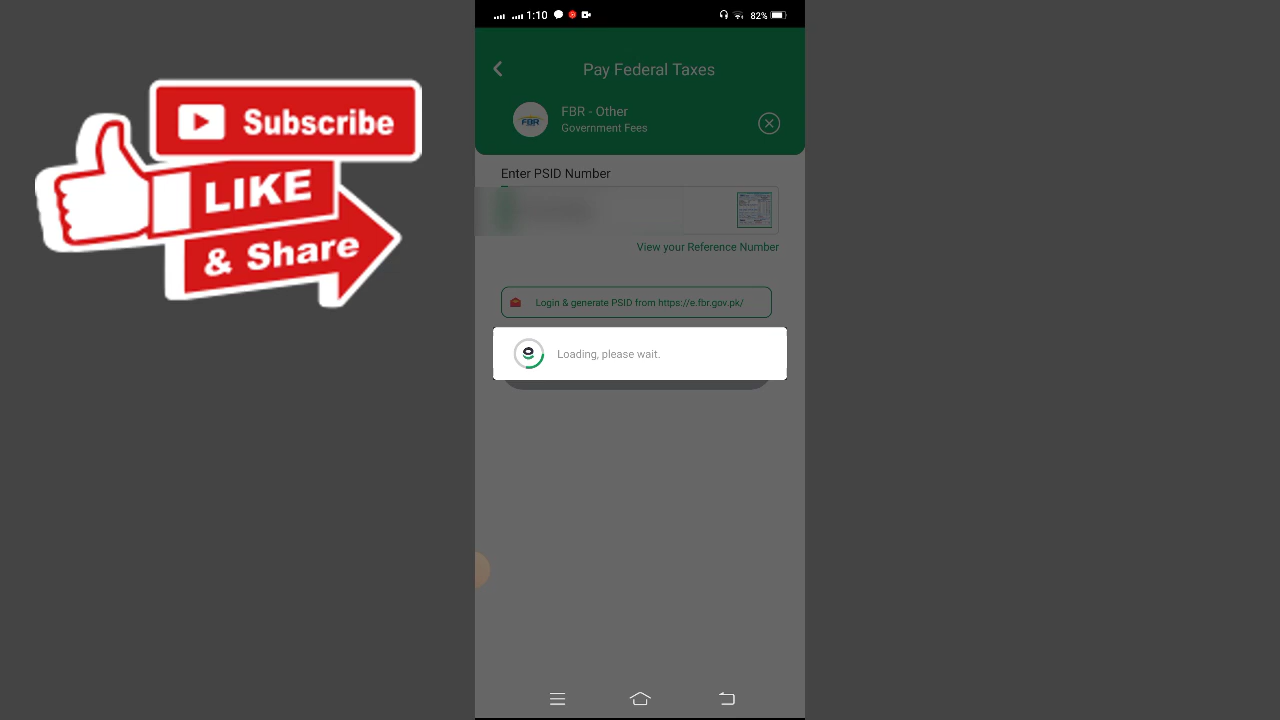 Subscribe
LIKE
& Share
1:10
82%
Pay Federal Taxes
FBR
FBR - Other
Government Fees
Enter PSID Number
View your Reference Number
Login & generate PSID from https://e.fbr.gov.pk/
Loading, please wait.